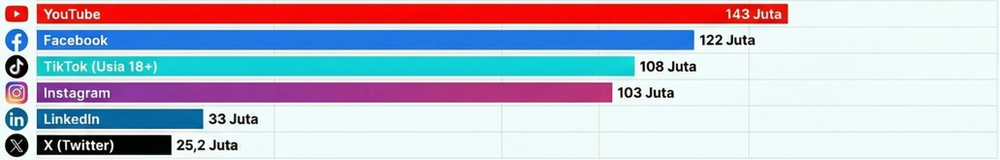 YouTube 143 Juta
Facebook 122 Juta
TikTok (Usia 18+) 108 Juta
Instagram 103 Juta
in LinkedIn 33 Juta
X (Twitter) 25,2 Juta